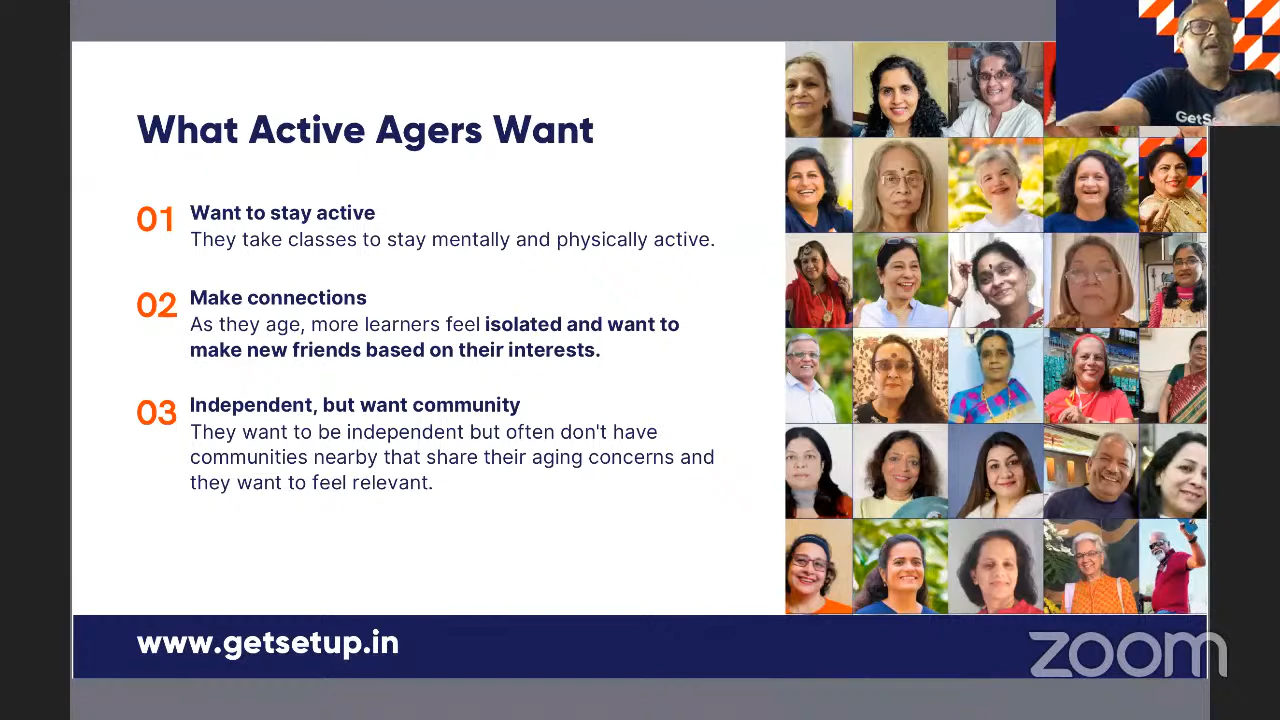 What Active Agers Want
01 Want to stay active
They take classes to stay mentally and physically active.
02 Make connections
As they age, more learners feel isolated and want to
make new friends based on their interests.
03 Independent, but want community
They want to be independent but often don't have
communities nearby that share their aging concerns and
they want to feel relevant.
www.getsetup.in
zoom